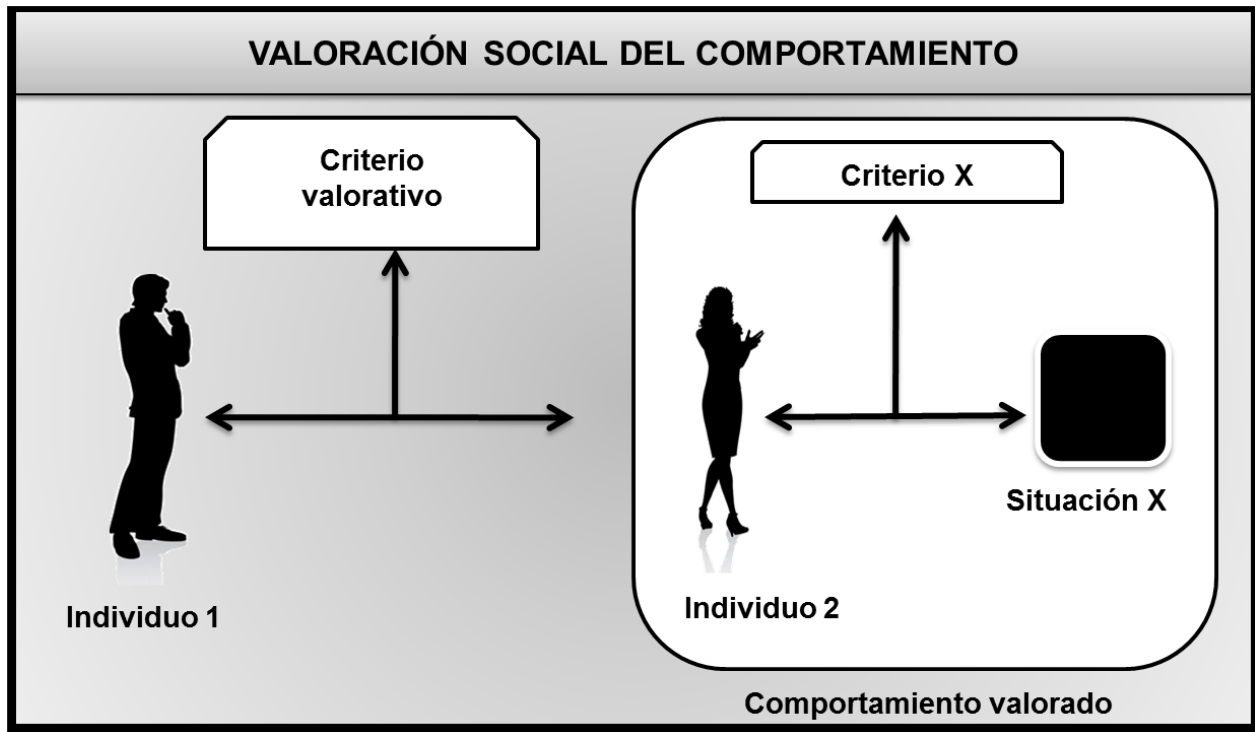 VALORACIÓN SOCIAL DEL COMPORTAMIENTO
Criterio
valorativo
Criterio X
Situación X
Individuo 1
Individuo 2
Comportamiento valorado